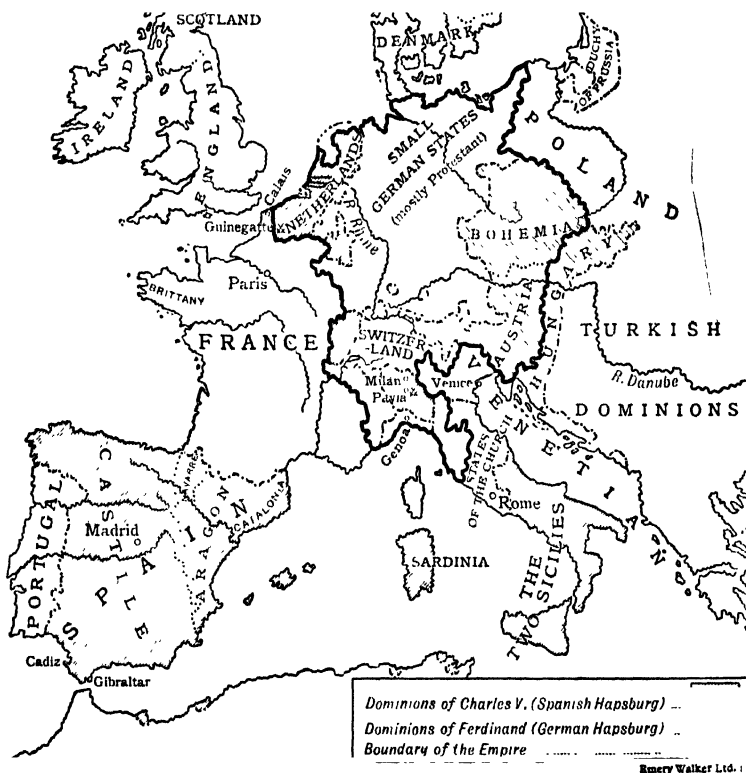 SCOTLAND
DENMARK
DUCHY
OF PRUSSIA
IRELAND
ENGLAND
SMALL
GERMAN STATES
(mostly Protestant)
POLAND
Calais
NETHERLANDS
Guinegatte
R. Rhine
BOHEMIA
Paris
BRITTANY
FRANCE
SWITZER-
LAND
AUSTRIA
HUNGARY
TURKISH
R. Danube
DOMINIONS
Milan
Pavia
Venice
VENETIAN
Genoa
STATES
OF THE CHURCH
Rome
NAVARRE
CASTILE
ARAGON
CATALONIA
PORTUGAL
Madrid
SPAIN
SARDINIA
THE
TWO SICILIES
Cadiz
Gibraltar
Dominions of Charles V. (Spanish Hapsburg)
Dominions of Ferdinand (German Hapsburg)
Boundary of the Empire
Emery Walker Ltd.